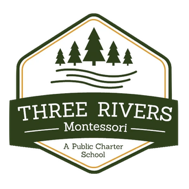 THREE RIVERS
Montessori
A Public Charter
School